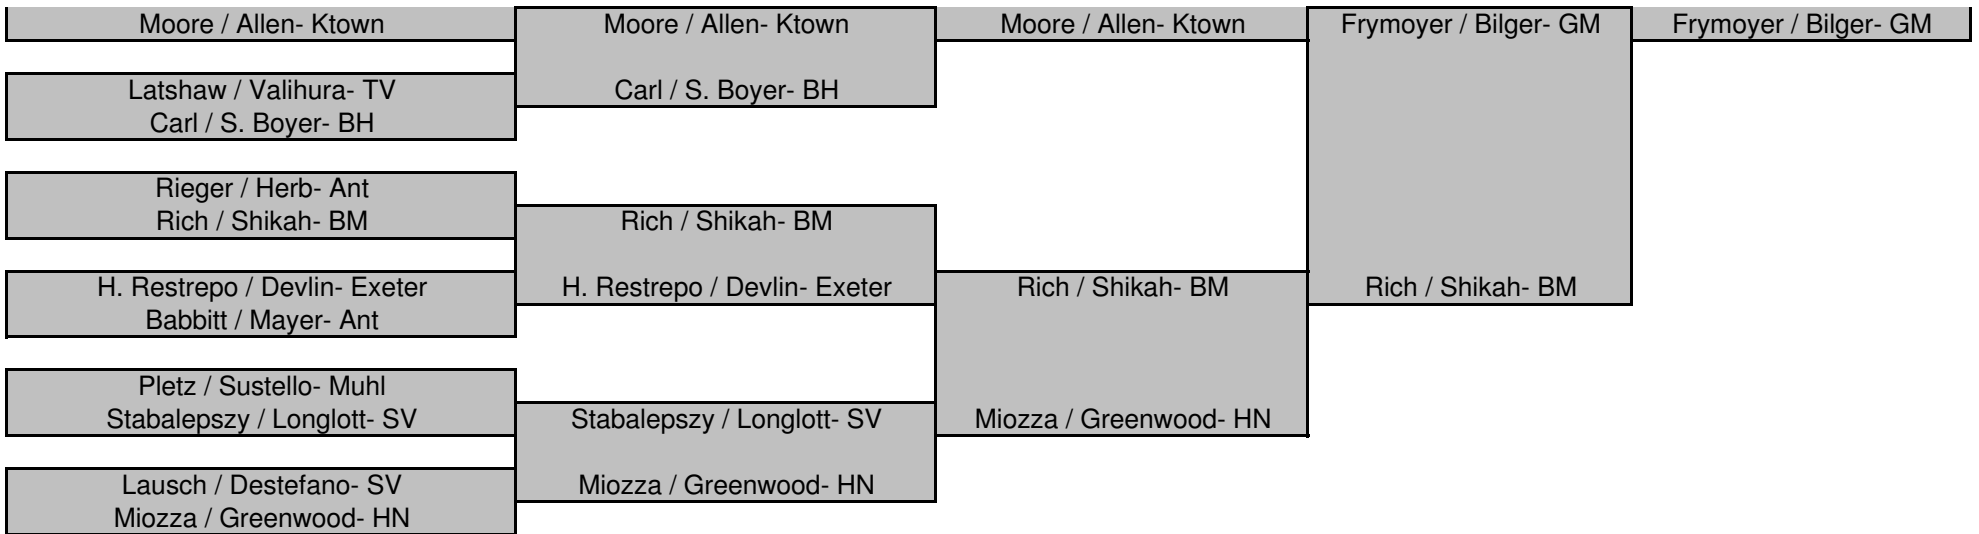 Moore / Allen- Ktown
Moore / Allen- Ktown
Moore / Allen- Ktown
Frymoyer / Bilger- GM
Frymoyer / Bilger- GM
Latshaw / Valihura- TV
Carl / S. Boyer- BH
Carl / S. Boyer- BH
Rieger / Herb- Ant
Rich / Shikah- BM
Rich / Shikah- BM
H. Restrepo / Devlin- Exeter
H. Restrepo / Devlin- Exeter
Rich / Shikah- BM
Rich / Shikah- BM
Babbitt / Mayer- Ant
Pletz / Sustello- Muhl
Stabalepszy / Longlott- SV
Stabalepszy / Longlott- SV
Miozza / Greenwood- HN
Lausch / Destefano- SV
Miozza / Greenwood- HN
Miozza / Greenwood- HN